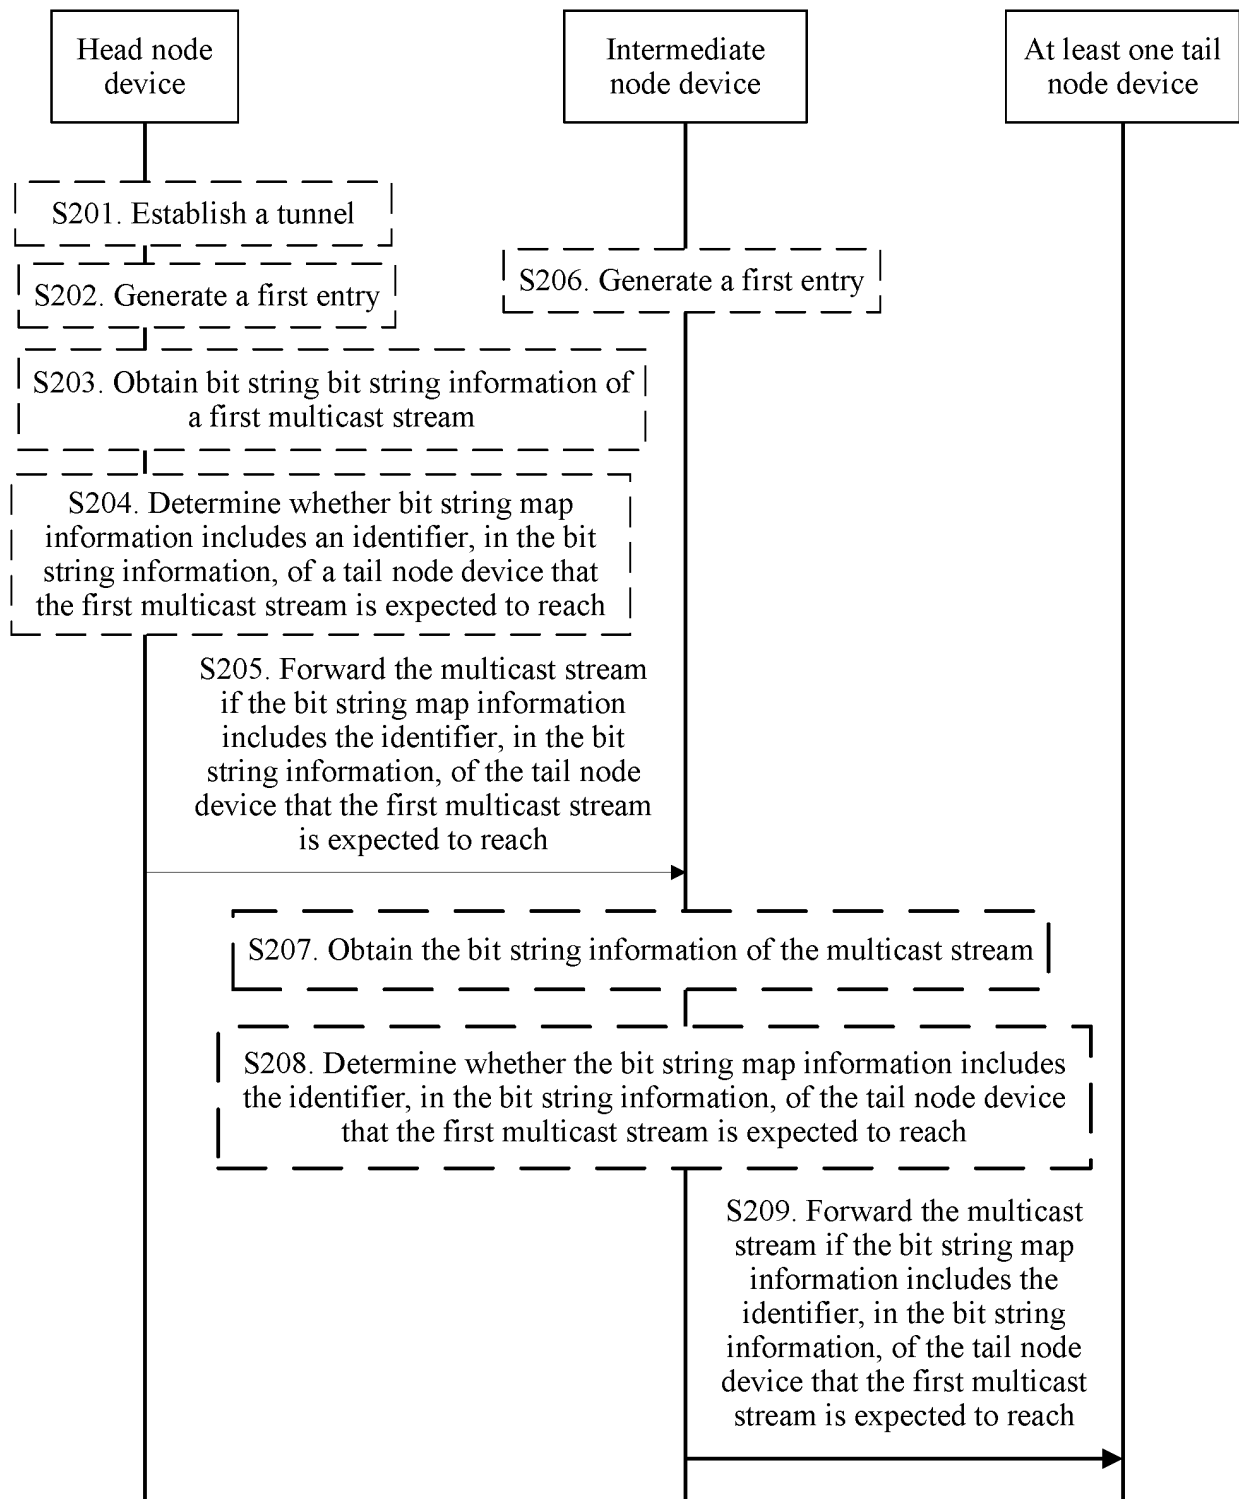 Head node
device
Intermediate
node device
At least one tail
node device
S201. Establish a tunnel
S202. Generate a first entry
S206. Generate a first entry
S203. Obtain bit string bit string information of
a first multicast stream
S204. Determine whether bit string map
information includes an identifier, in the bit
string information, of a tail node device that
the first multicast stream is expected to reach
S205. Forward the multicast stream
if the bit string map information
includes the identifier, in the bit
string information, of the tail node
device that the first multicast stream
is expected to reach
S207. Obtain the bit string information of the multicast stream
S208. Determine whether the bit string map information includes
the identifier, in the bit string information, of the tail node device
that the first multicast stream is expected to reach
S209. Forward the multicast
stream if the bit string map
information includes the
identifier, in the bit string
information, of the tail node
device that the first multicast
stream is expected to reach